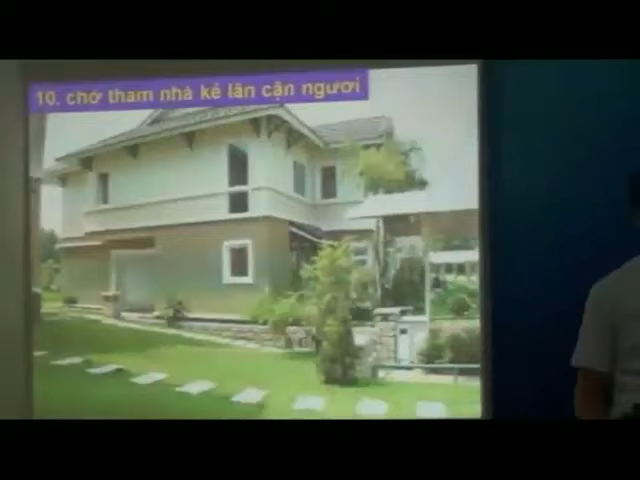 10. chớ tham nhà kẻ lân cận ngươi